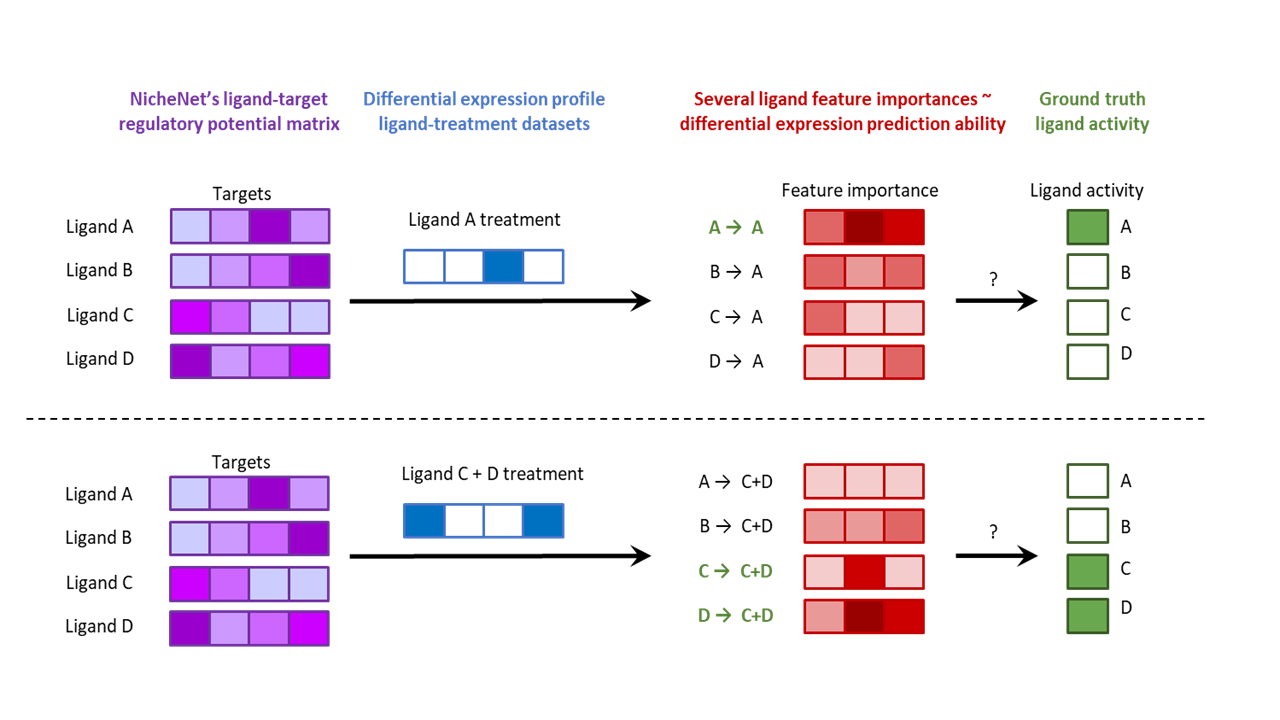 NicheNet's ligand-target
regulatory potential matrix
Differential expression profile
ligand-treatment datasets
Several ligand feature importances ~
differential expression prediction ability
Ground truth
ligand activity
Targets
Ligand A
Ligand B
Ligand C
Ligand D
Ligand A treatment
Feature importance
A → A
B → A
C → A
D → A
?
Ligand activity
A
B
C
D
Targets
Ligand A
Ligand B
Ligand C
Ligand D
Ligand C + D treatment
A → C+D
B → C+D
C → C+D
D → C+D
?
A
B
C
D